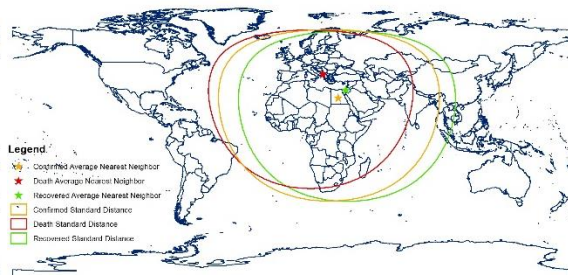 Legend
Confirmed Average Nearest Neighbor
Death Average Nearest Neighbor
Recovered Average Nearest Neighbor
Confirmed Standard Distance
Death Standard Distance
Recovered Standard Distance